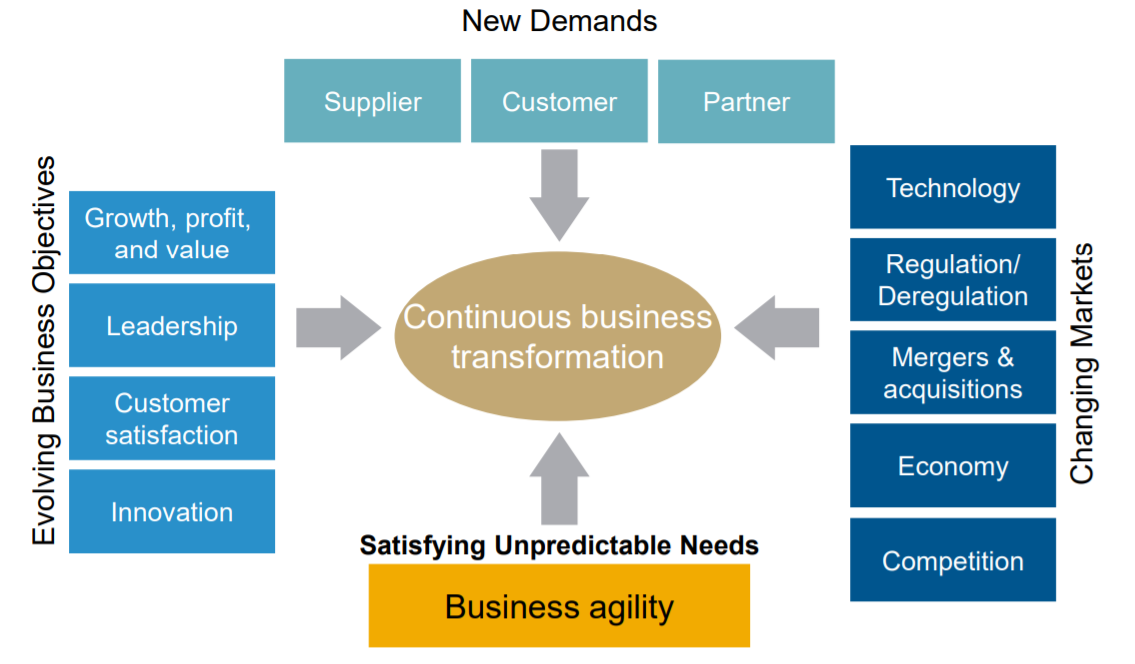 New Demands
Supplier
Customer
Partner
Evolving Business Objectives
Growth, profit,
and value
Leadership
Customer
satisfaction
Innovation
Continuous business
transformation
Technology
Regulation/
Deregulation
Mergers &
acquisitions
Economy
Competition
Changing Markets
Satisfying Unpredictable Needs
Business agility